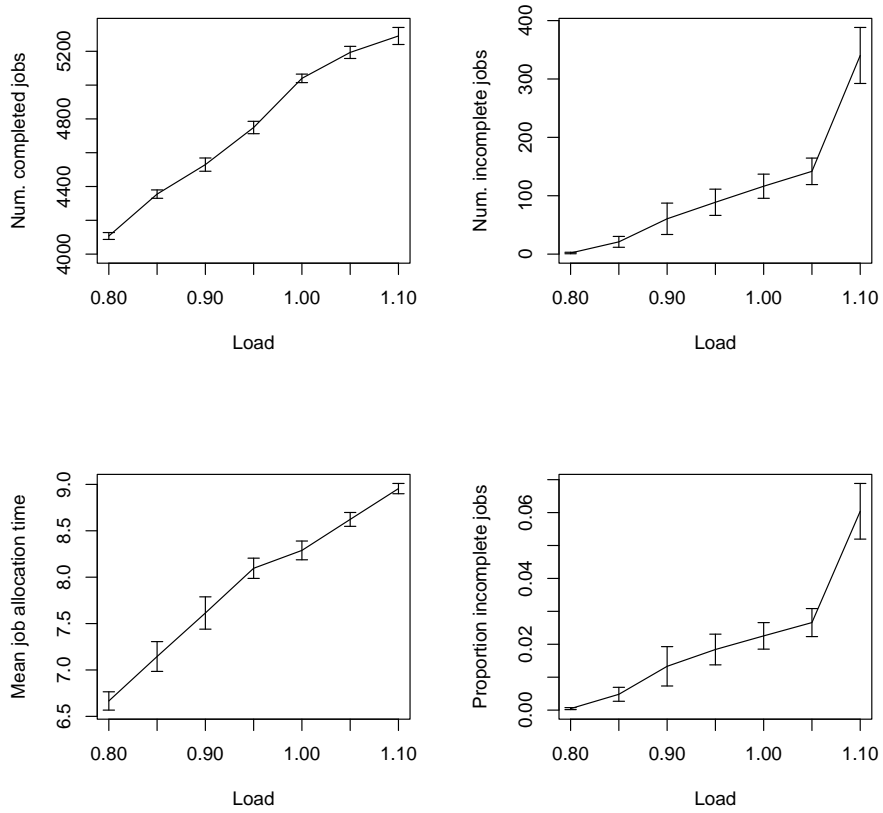 Num. completed jobs
5200
4800
4400
4000
0.80 0.90 1.00 1.10
Load
Num. incomplete jobs
400
300
200
100
0
0.80 0.90 1.00 1.10
Load
Mean job allocation time
9.0
8.5
8.0
7.5
7.0
6.5
0.80 0.90 1.00 1.10
Load
Proportion incomplete jobs
0.06
0.04
0.02
0.00
0.80 0.90 1.00 1.10
Load